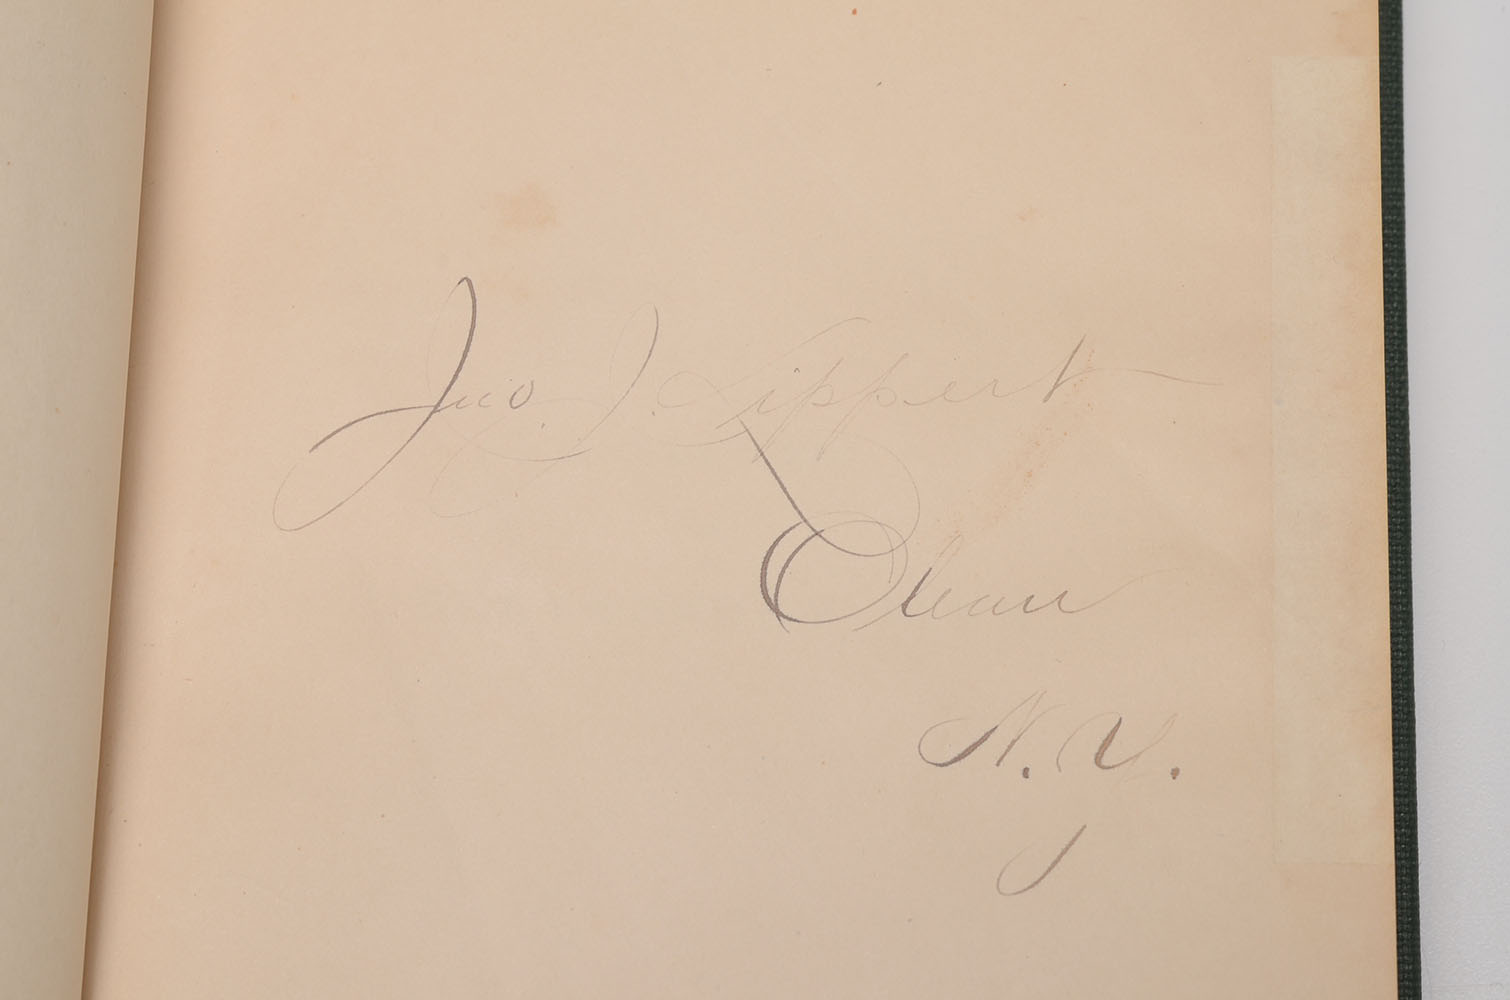 Jno. J. Lippert
Olean
N. Y.